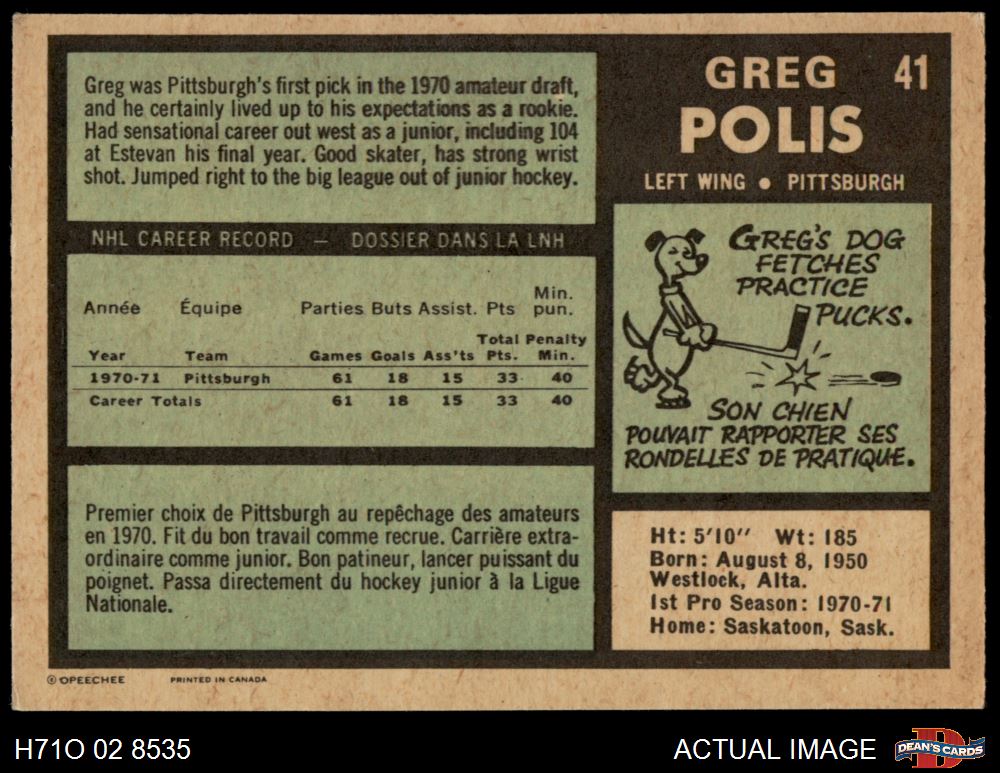 Greg was Pittsburgh's first pick in the 1970 amateur draft,
and he certainly lived up to his expectations as a rookie.
Had sensational career out west as a junior, including 104
at Estevan his final year. Good skater, has strong wrist
shot. Jumped right to the big league out of junior hockey.
GREG 41
POLIS
LEFT WING ● PITTSBURGH
NHL CAREER RECORD — DOSSIER DANS LA LNH
Année Équipe Parties Buts Assist. Pts Min. pun.
Year Team Games Goals Ass'ts Total Pts. Penalty Min.
1970-71 Pittsburgh 61 18 15 33 40
Career Totals 61 18 15 33 40
GREG'S DOG
FETCHES
PRACTICE
PUCKS.
SON CHIEN
POUVAIT RAPPORTER SES
RONDELLES DE PRATIQUE.
Premier choix de Pittsburgh au repêchage des amateurs
en 1970. Fit du bon travail comme recrue. Carrière extra-
ordinaire comme junior. Bon patineur, lancer puissant du
poignet. Passa directement du hockey junior à la Ligue
Nationale.
Ht: 5'10" Wt: 185
Born: August 8, 1950
Westlock, Alta.
1st Pro Season: 1970-71
Home: Saskatoon, Sask.
© OPEECHEE PRINTED IN CANADA
H71O 02 8535
ACTUAL IMAGE
DEAN'S CARDS